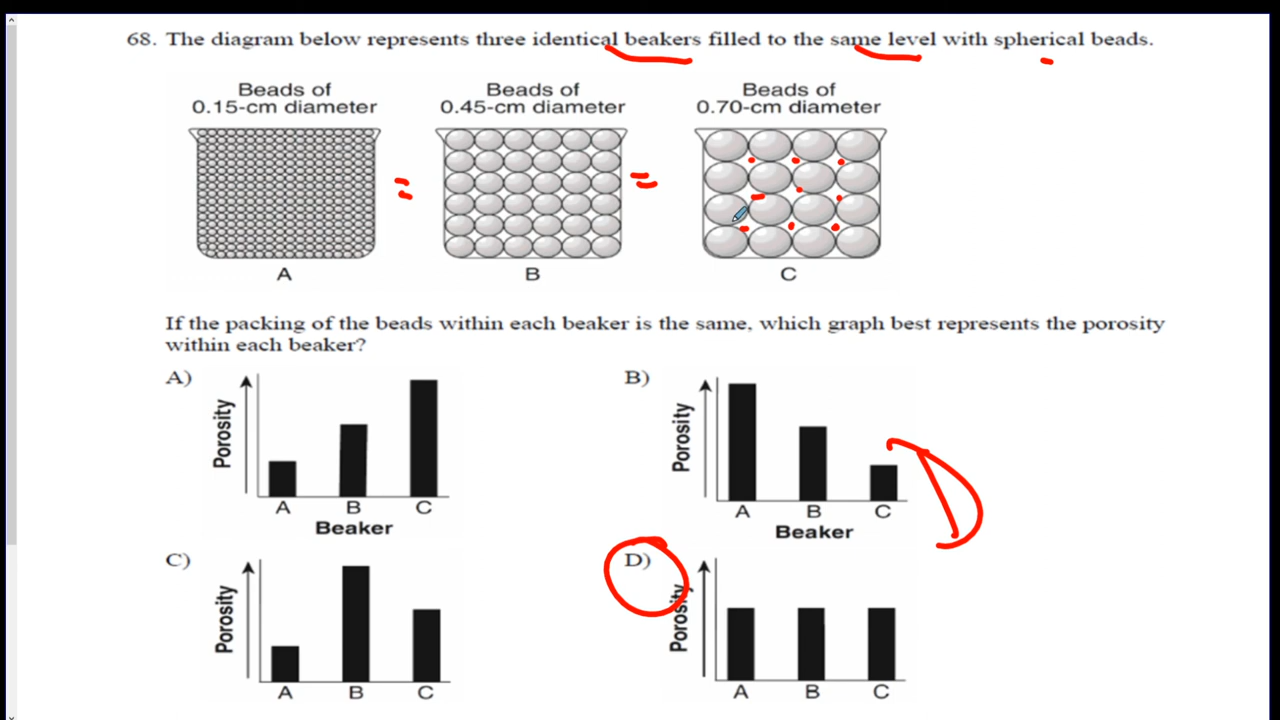 68. The diagram below represents three identical beakers filled to the same level with spherical beads.
Beads of
0.15-cm diameter
Beads of
0.45-cm diameter
Beads of
0.70-cm diameter
A
B
C
If the packing of the beads within each beaker is the same, which graph best represents the porosity
within each beaker?
A)
Porosity
A B C
Beaker
B)
Porosity
A B C
Beaker
D
C)
Porosity
A B C
D)
Porosity
A B C